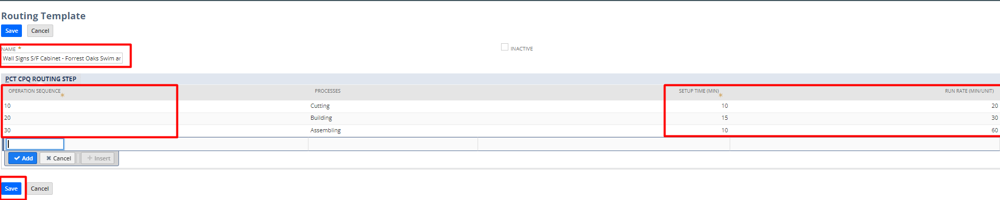 Routing Template
Save Cancel
NAME *
INACTIVE
Wall Signs S/F Cabinet - Forrest Oaks Swim ar
PCT CPQ ROUTING STEP
OPERATION SEQUENCE * PROCESSES SETUP TIME (MIN) * RUN RATE (MIN/UNIT)
10 Cutting 10 20
20 Building 15 30
30 Assembling 10 60
Add Cancel Insert
Save Cancel